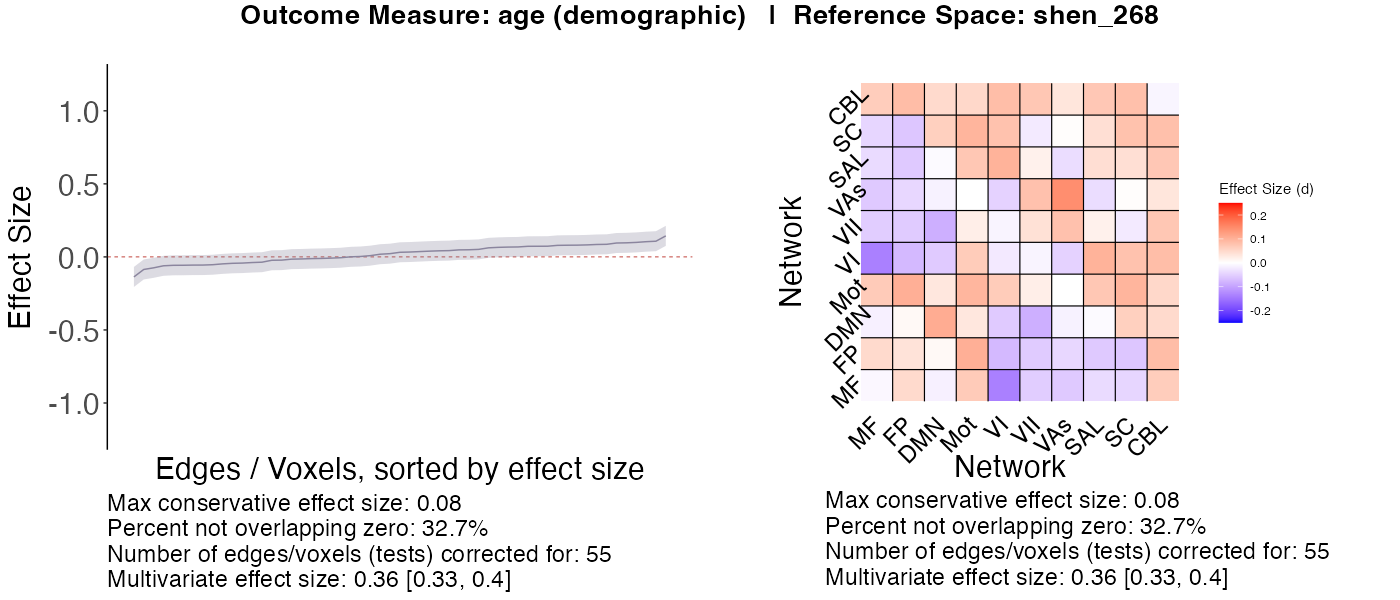 Outcome Measure: age (demographic) | Reference Space: shen_268
Effect Size
1.0
0.5
0.0
-0.5
-1.0
Edges / Voxels, sorted by effect size
Max conservative effect size: 0.08
Percent not overlapping zero: 32.7%
Number of edges/voxels (tests) corrected for: 55
Multivariate effect size: 0.36 [0.33, 0.4]
Network
CBL
SC
SAL
VAs
VII
VI
Mot
DMN
FP
MF
MF
FP
DMN
Mot
VI
VII
VAs
SAL
SC
CBL
Network
Effect Size (d)
0.2
0.1
0.0
-0.1
-0.2
Max conservative effect size: 0.08
Percent not overlapping zero: 32.7%
Number of edges/voxels (tests) corrected for: 55
Multivariate effect size: 0.36 [0.33, 0.4]